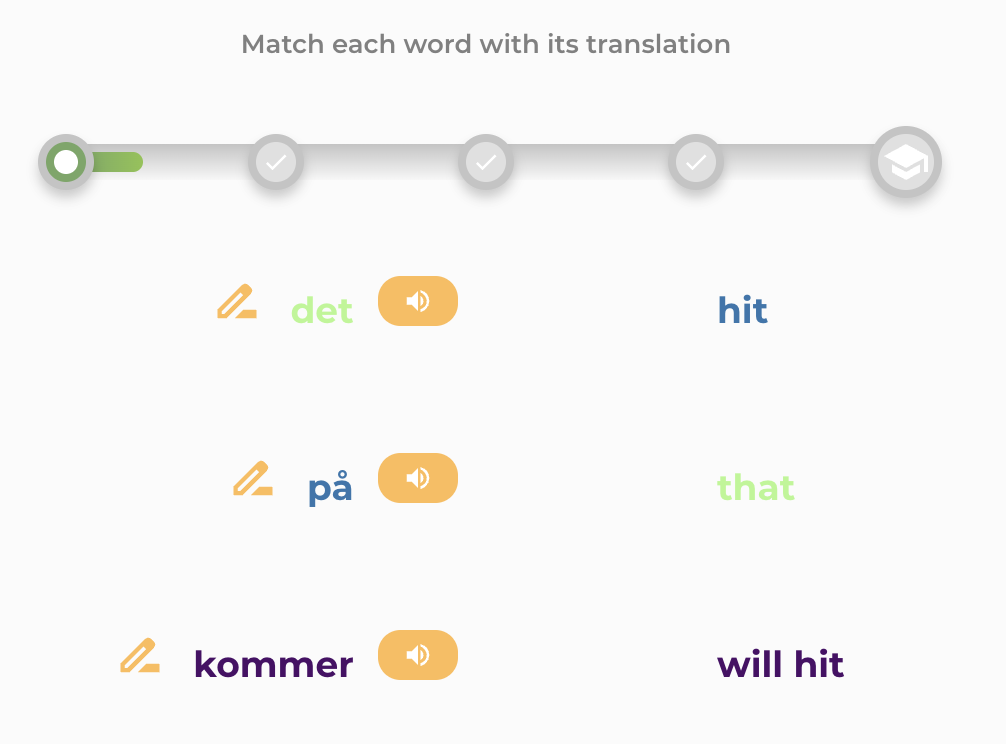 Match each word with its translation
det hit
på that
kommer will hit